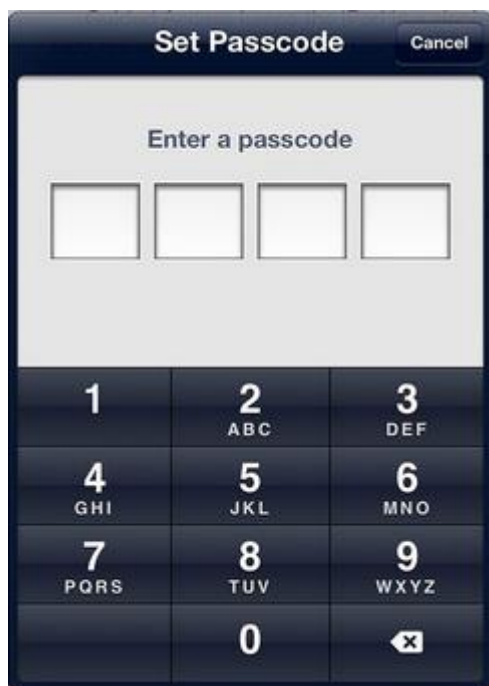 Set Passcode Cancel
Enter a passcode
1 2 3
ABC DEF
4 5 6
GHI JKL MNO
7 8 9
PQRS TUV WXYZ
0